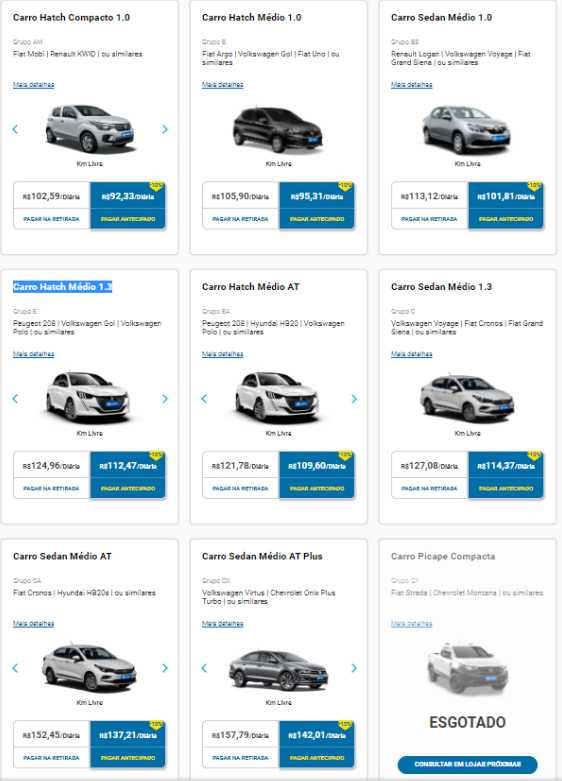 Carro Hatch Compacto 1.0
Grupo AM
Fiat Mobi | Renault KWID | ou similares
Mais detalhes
Km Livre
-10%
R$102,59/Diária
R$92,33/Diária
PAGAR NA RETIRADA
PAGAR ANTECIPADO
Carro Hatch Médio 1.0
Grupo B
Fiat Argo | Volkswagen Gol | Fiat Uno | ou
similares
Mais detalhes
Km Livre
-10%
R$105,90/Diária
R$95,31/Diária
PAGAR NA RETIRADA
PAGAR ANTECIPADO
Carro Sedan Médio 1.0
Grupo BS
Renault Logan | Volkswagen Voyage | Fiat
Grand Siena | ou similares
Mais detalhes
Km Livre
-10%
R$113,12/Diária
R$101,81/Diária
PAGAR NA RETIRADA
PAGAR ANTECIPADO
Carro Hatch Médio 1.3
Grupo E
Peugeot 208 | Volkswagen Gol | Volkswagen
Polo | ou similares
Mais detalhes
Km Livre
-10%
R$124,96/Diária
R$112,47/Diária
PAGAR NA RETIRADA
PAGAR ANTECIPADO
Carro Hatch Médio AT
Grupo EA
Peugeot 208 | Hyundai HB20 | Volkswagen
Polo | ou similares
Mais detalhes
Km Livre
-10%
R$121,78/Diária
R$109,60/Diária
PAGAR NA RETIRADA
PAGAR ANTECIPADO
Carro Sedan Médio 1.3
Grupo C
Volkswagen Voyage | Fiat Cronos | Fiat Grand
Siena | ou similares
Mais detalhes
Km Livre
-10%
R$127,08/Diária
R$114,37/Diária
PAGAR NA RETIRADA
PAGAR ANTECIPADO
Carro Sedan Médio AT
Grupo CA
Fiat Cronos | Hyundai HB20s | ou similares
Mais detalhes
Km Livre
-10%
R$152,45/Diária
R$137,21/Diária
PAGAR NA RETIRADA
PAGAR ANTECIPADO
Carro Sedan Médio AT Plus
Grupo CX
Volkswagen Virtus | Chevrolet Onix Plus
Turbo | ou similares
Mais detalhes
Km Livre
-10%
R$157,79/Diária
R$142,01/Diária
PAGAR NA RETIRADA
PAGAR ANTECIPADO
Carro Picape Compacta
Grupo G1
Fiat Strada | Chevrolet Montana | ou similares
Mais detalhes
ESGOTADO
CONSULTAR EM LOJAS PRÓXIMAS